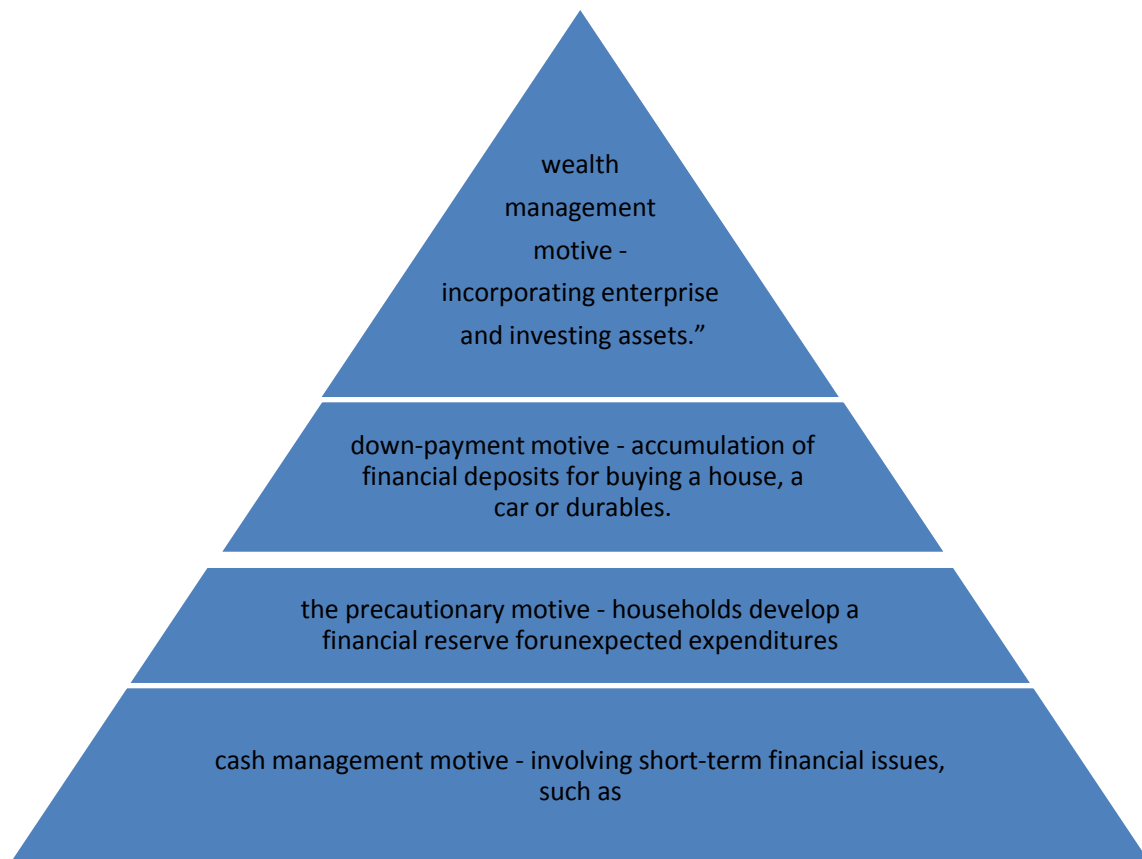 wealth
management
motive -
incorporating enterprise
and investing assets.”
down-payment motive - accumulation of
financial deposits for buying a house, a
car or durables.
the precautionary motive - households develop a
financial reserve forunexpected expenditures
cash management motive - involving short-term financial issues,
such as